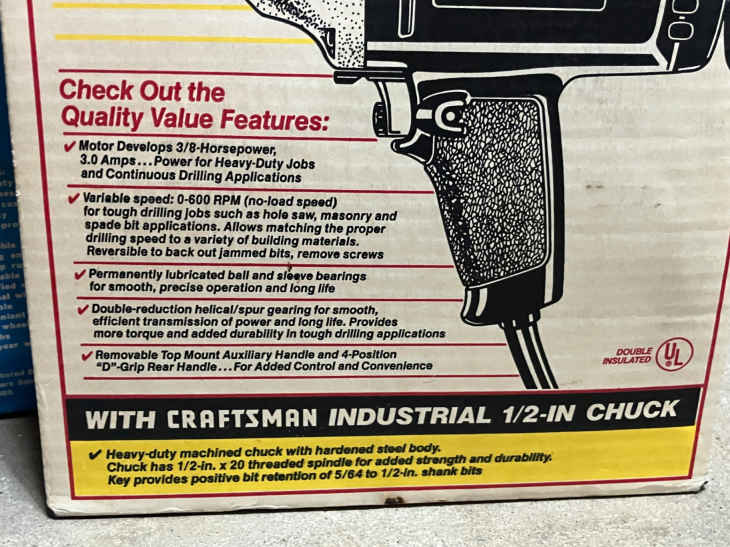 Check Out the
Quality Value Features:
✓ Motor Develops 3/8-Horsepower,
3.0 Amps...Power for Heavy-Duty Jobs
and Continuous Drilling Applications
✓ Variable speed: 0-600 RPM (no-load speed)
for tough drilling jobs such as hole saw, masonry and
spade bit applications. Allows matching the proper
drilling speed to a variety of building materials.
Reversible to back out jammed bits, remove screws
✓ Permanently lubricated ball and sleeve bearings
for smooth, precise operation and long life
✓ Double-reduction helical/spur gearing for smooth,
efficient transmission of power and long life. Provides
more torque and added durability in tough drilling applications
✓ Removable Top Mount Auxiliary Handle and 4-Position
"D"-Grip Rear Handle...For Added Control and Convenience
DOUBLE
INSULATED
UL
WITH CRAFTSMAN INDUSTRIAL 1/2-IN CHUCK
✓ Heavy-duty machined chuck with hardened steel body.
Chuck has 1/2-in. x 20 threaded spindle for added strength and durability.
Key provides positive bit retention of 5/64 to 1/2-in. shank bits